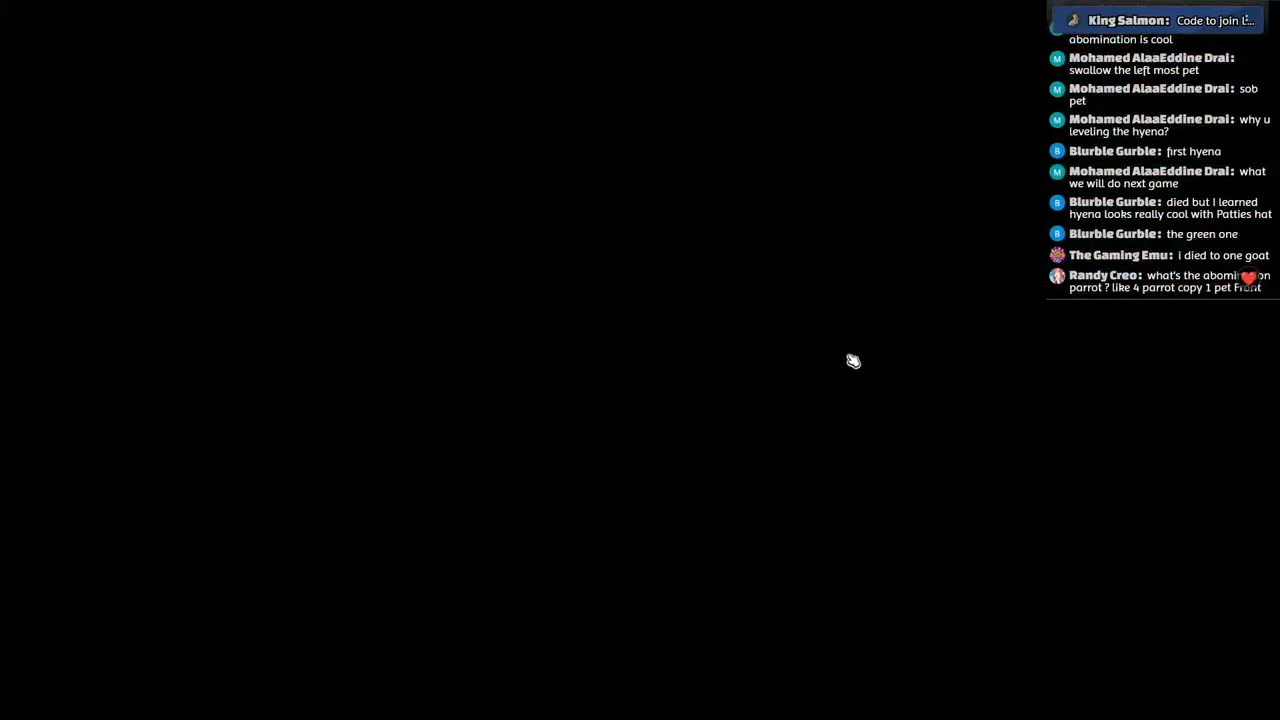 King Salmon: Code to join t...
abomination is cool
Mohamed AlaaEddine Drai:
swallow the left most pet
Mohamed AlaaEddine Drai: sob
pet
Mohamed AlaaEddine Drai: why u
leveling the hyena?
Blurble Gurble: first hyena
Mohamed AlaaEddine Drai: what
we will do next game
Blurble Gurble: died but I learned
hyena looks really cool with Patties hat
Blurble Gurble: the green one
The Gaming Emu: i died to one goat
Randy Creo: what's the abomination
parrot? like 4 parrot copy 1 pet Front